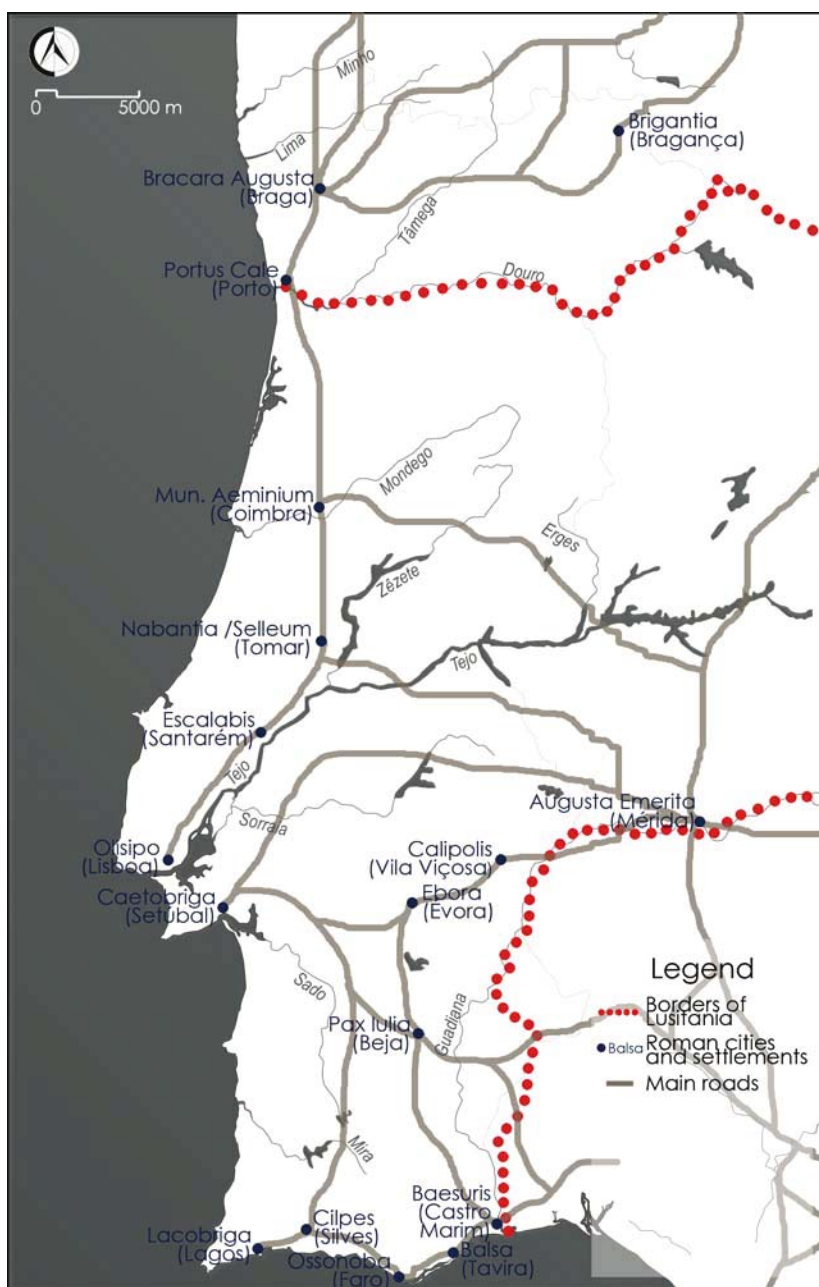 0 5000 m
Minho
Lima
Brigantia
(Bragança)
Bracara Augusta
(Braga)
Tâmega
Portus Cale
(Porto)
Douro
Mondego
Mun. Aeminium
(Coimbra)
Erges
Zêzete
Nabantia /Selleum
(Tomar)
Tejo
Escalabis
(Santarém)
Tejo
Sorraia
Augusta Emerita
(Mérida)
Olisipo
(Lisboa)
Calipolis
(Vila Viçosa)
Caetobriga
(Setúbal)
Ebora
(Evora)
Sado
Guadiana
Pax Iulia
(Beja)
Legend
Borders of
Lusitania
Balsa Roman cities
and settlements
Main roads
Mira
Baesuris
(Castro
Marim)
Cilpes
(Silves)
Lacobriga
(Lagos)
Balsa
(Tavira)
Ossonoba
(Faro)